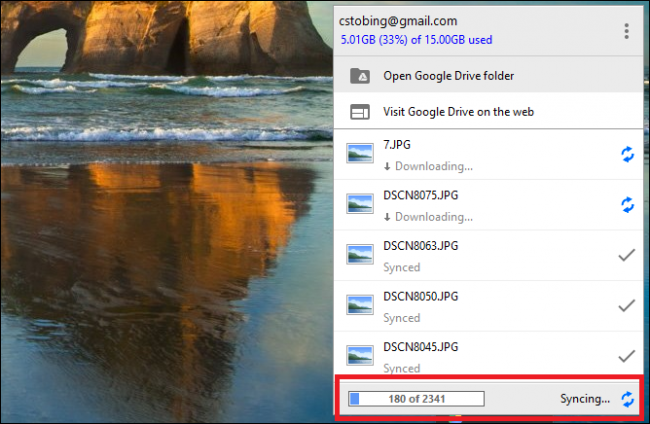 cstobing@gmail.com
5.01GB (33%) of 15.00GB used
Open Google Drive folder
Visit Google Drive on the web
7.JPG
Downloading...
DSCN8075.JPG
Downloading...
DSCN8063.JPG
Synced
DSCN8050.JPG
Synced
DSCN8045.JPG
Synced
180 of 2341 Syncing...